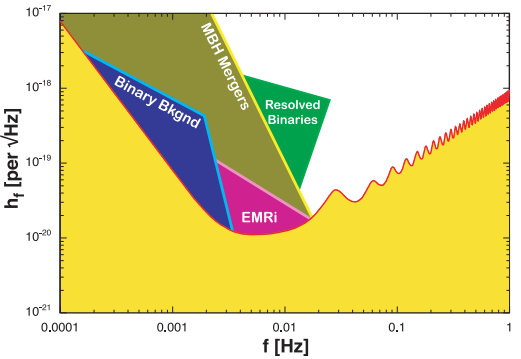 10⁻¹⁷
10⁻¹⁸
10⁻¹⁹
10⁻²⁰
10⁻²¹
h_f [per √Hz]
MBH Mergers
Binary Bkgnd
Resolved
Binaries
EMRi
0.0001
0.001
0.01
0.1
1
f [Hz]